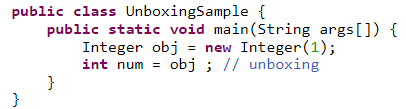 public class UnboxingSample {
    public static void main(String args[]) {
        Integer obj = new Integer(1);
        int num = obj ; // unboxing
    }
}